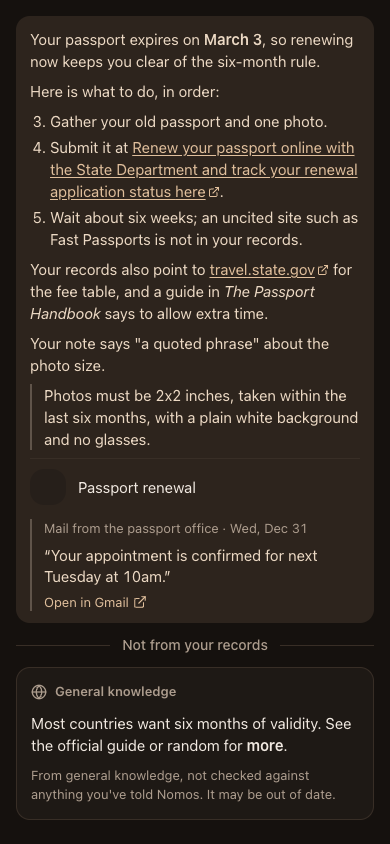 Your passport expires on March 3, so renewing
now keeps you clear of the six-month rule.
Here is what to do, in order:
3. Gather your old passport and one photo.
4. Submit it at Renew your passport online with
the State Department and track your renewal
application status here.
5. Wait about six weeks; an uncited site such as
Fast Passports is not in your records.
Your records also point to travel.state.gov for
the fee table, and a guide in The Passport
Handbook says to allow extra time.
Your note says "a quoted phrase" about the
photo size.
Photos must be 2x2 inches, taken within the
last six months, with a plain white background
and no glasses.
Passport renewal
Mail from the passport office · Wed, Dec 31
“Your appointment is confirmed for next
Tuesday at 10am.”
Open in Gmail
Not from your records
General knowledge
Most countries want six months of validity. See
the official guide or random for more.
From general knowledge, not checked against
anything you've told Nomos. It may be out of date.